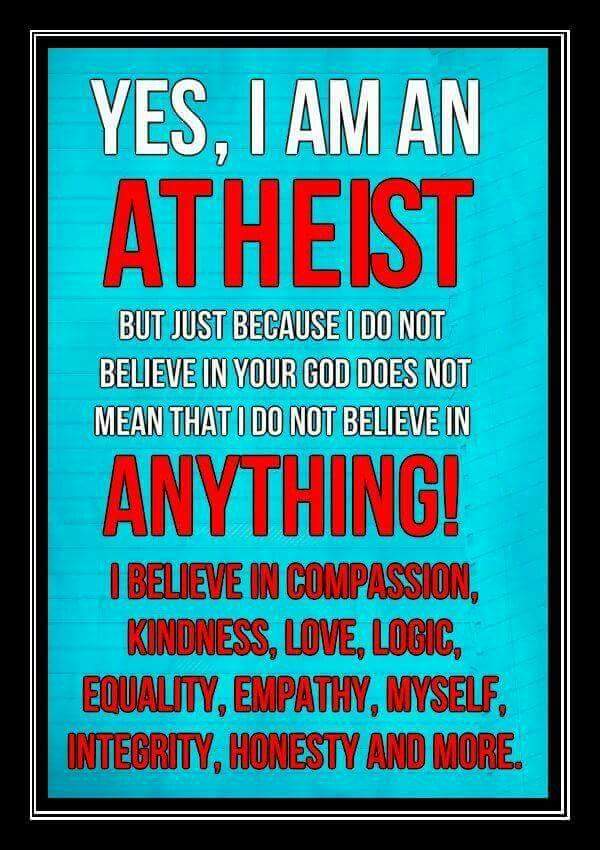 YES, I AM AN
ATHEIST
BUT JUST BECAUSE I DO NOT
BELIEVE IN YOUR GOD DOES NOT
MEAN THAT I DO NOT BELIEVE IN
ANYTHING!
I BELIEVE IN COMPASSION,
KINDNESS, LOVE, LOGIC,
EQUALITY, EMPATHY, MYSELF,
INTEGRITY, HONESTY AND MORE.